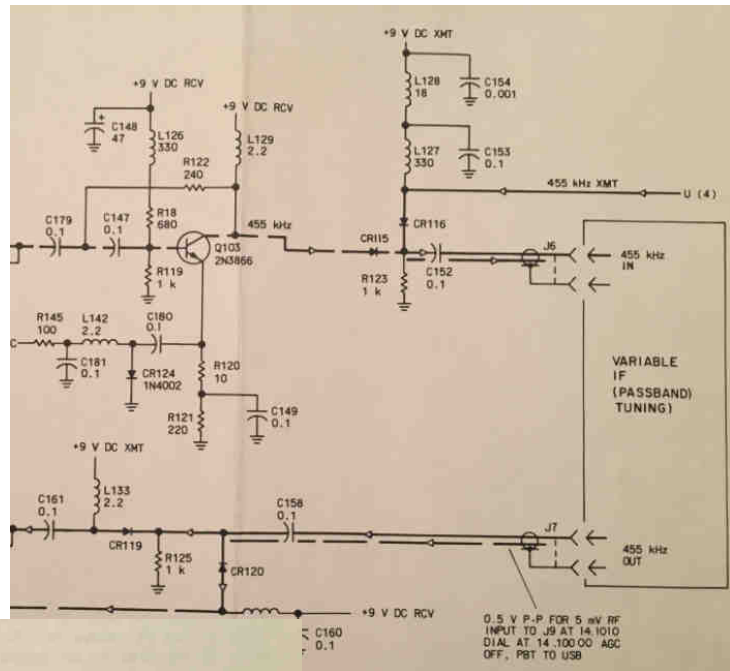 +9 V DC XMT
L128
18
C154
0.001
+9 V DC RCV
+9 V DC RCV
C148
47
+
L126
330
L129
2.2
R122
240
L127
330
C153
0.1
455 kHz XMT
U (4)
C179
0.1
C147
0.1
R18
680
Q103
2N3866
455 kHz
CR115
CR116
C152
0.1
J6
455 kHz
IN
R119
1 k
R123
1 k
R145
100
L142
2.2
C180
0.1
C
C181
0.1
CR124
1N4002
R120
10
VARIABLE
IF
(PASSBAND)
TUNING)
R121
220
C149
0.1
+9 V DC XMT
L133
2.2
C161
0.1
C158
0.1
J7
455 kHz
OUT
CR119
R125
1 k
CR120
+9 V DC RCV
C160
0.1
0.5 V P-P FOR 5 mV RF
INPUT TO J9 AT 14.1010
DIAL AT 14.100 00 AGC
OFF, PBT TO USB